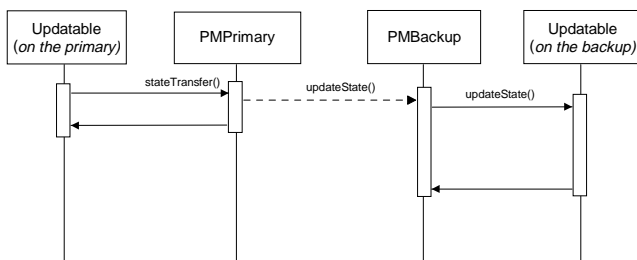 Updatable
(on the primary)
PMPrimary
PMBackup
Updatable
(on the backup)
stateTransfer()
updateState()
updateState()